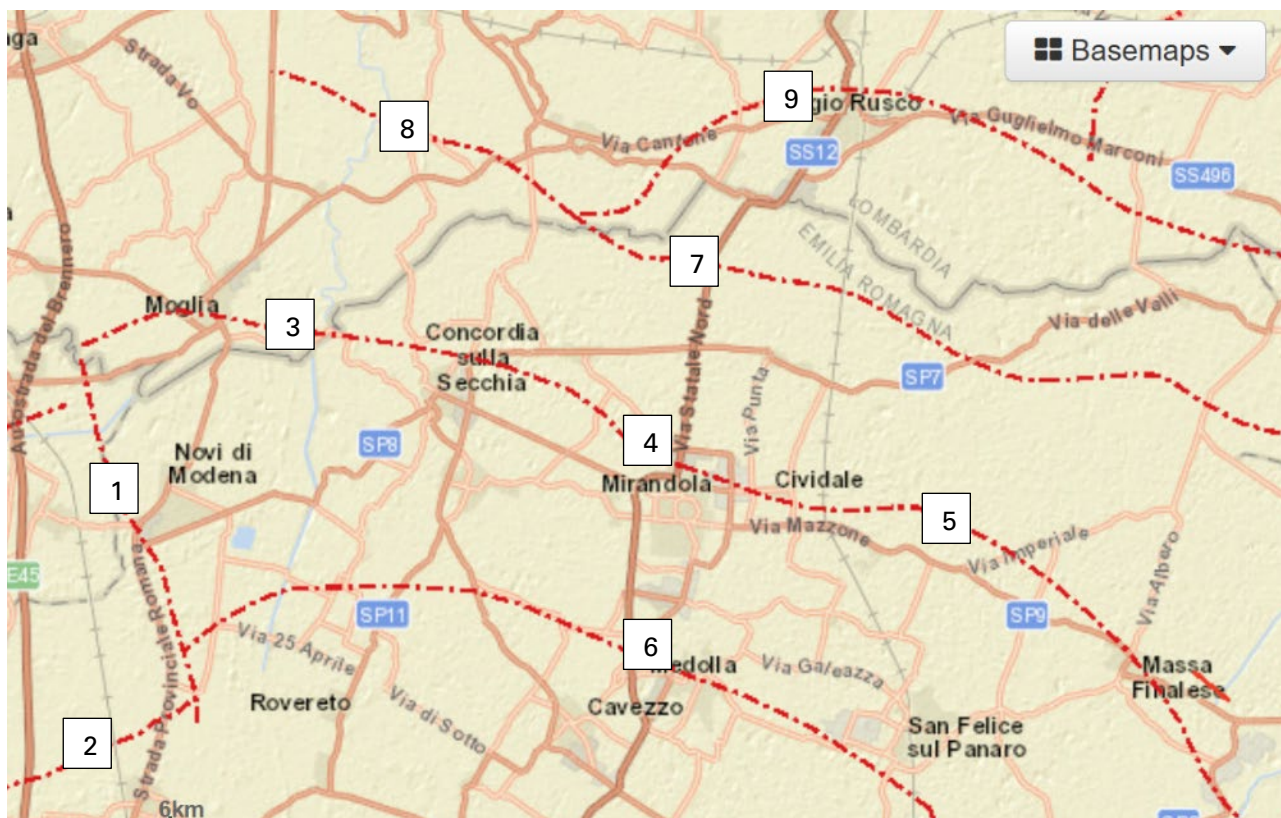 aga
Basemaps
Strada Vo
9
gio Rusco
8
Via Cantone
Via Guglielmo Marconi
SS12
SS496
LOMBARDIA
EMILIA ROMAGNA
7
Autostrada del Brennero
Moglia
3
Concordia
sulla
Secchia
Via Statale Nord
Via delle Valli
SP7
Via Punta
4
SP8
Novi di
Modena
Mirandola
Cividale
1
5
Via Mazzone
Via Imperiale
Via Albero
E45
Strada Provinciale Romana
SP11
SP9
Via 25 Aprile
6
edolla
Via Galeazza
Massa
Finalese
Rovereto
Via di Sotto
Cavezzo
San Felice
sul Panaro
2
6km